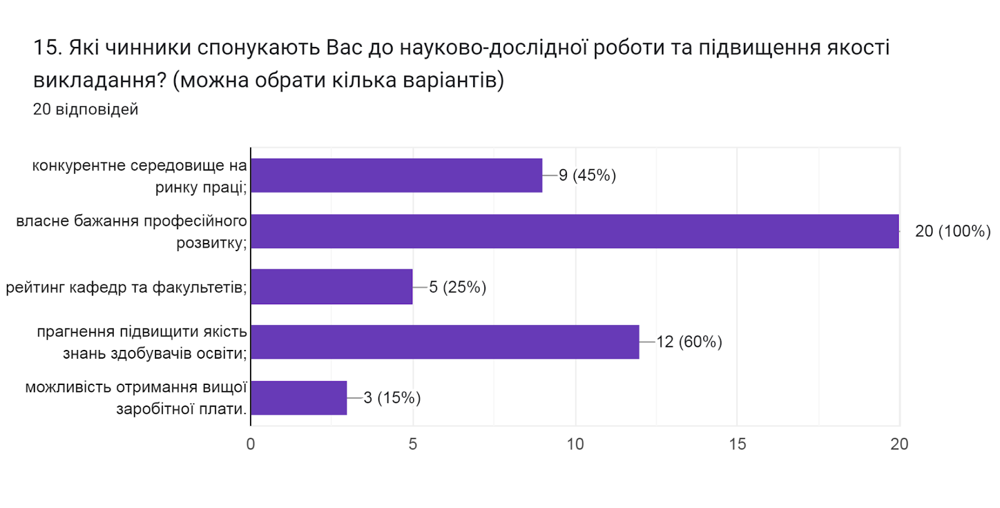 15. Які чинники спонукають Вас до науково-дослідної роботи та підвищення якості
викладання? (можна обрати кілька варіантів)
20 відповідей
конкурентне середовище на
ринку праці;
9 (45%)
власне бажання професійного
розвитку;
20 (100%)
рейтинг кафедр та факультетів;
5 (25%)
прагнення підвищити якість
знань здобувачів освіти;
12 (60%)
можливість отримання вищої
заробітної плати.
3 (15%)
0 5 10 15 20